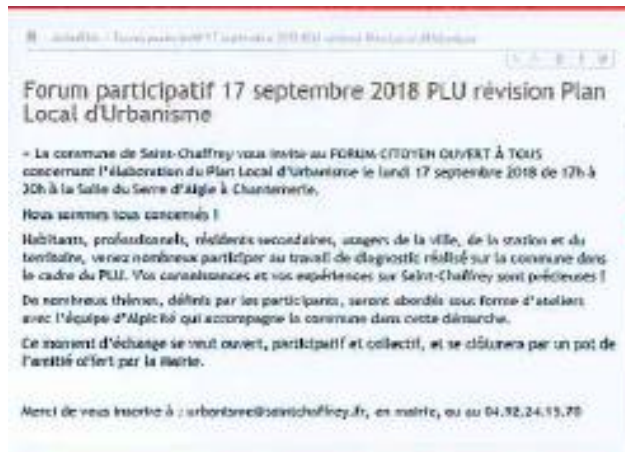 Forum participatif 17 septembre 2018 PLU révision Plan
Local d'Urbanisme
« La commune de Saint-Chaffrey vous invite au FORUM CITOYEN OUVERT À TOUS
concernant l'élaboration du Plan Local d'Urbanisme le lundi 17 septembre 2018 de 17h à
20h à la Salle du Serre d'Aigle à Chantemerle.
Nous sommes tous concernés !
Habitants, professionnels, résidents secondaires, usagers de la ville, de la station et du
territoire, venez nombreux participer au travail de diagnostic réalisé sur la commune dans
le cadre du PLU. Vos connaissances et vos expériences sur Saint-Chaffrey sont précieuses !
De nombreux thèmes, définis par les participants, seront abordés sous forme d'ateliers
avec l'équipe d'Alpicité qui accompagne la commune dans cette démarche.
Ce moment d'échange se veut ouvert, participatif et collectif, et se clôturera par un pot de
l'amitié offert par la Mairie.
Merci de vous inscrire à : urbanisme@saintchaffrey.fr, en mairie, ou au